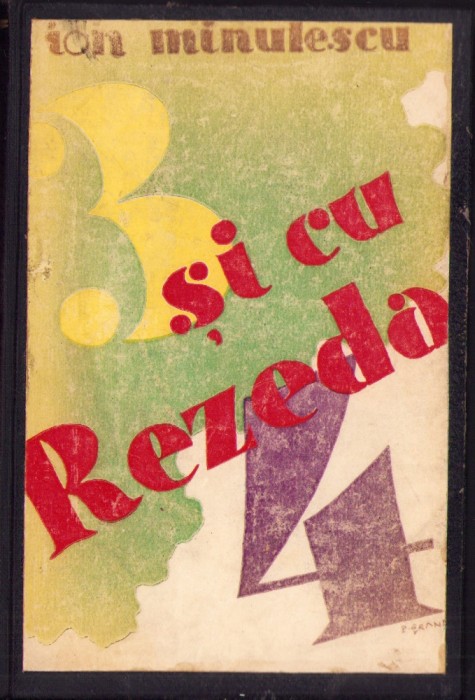 ion minulescu
3
și cu
Rezeda
4